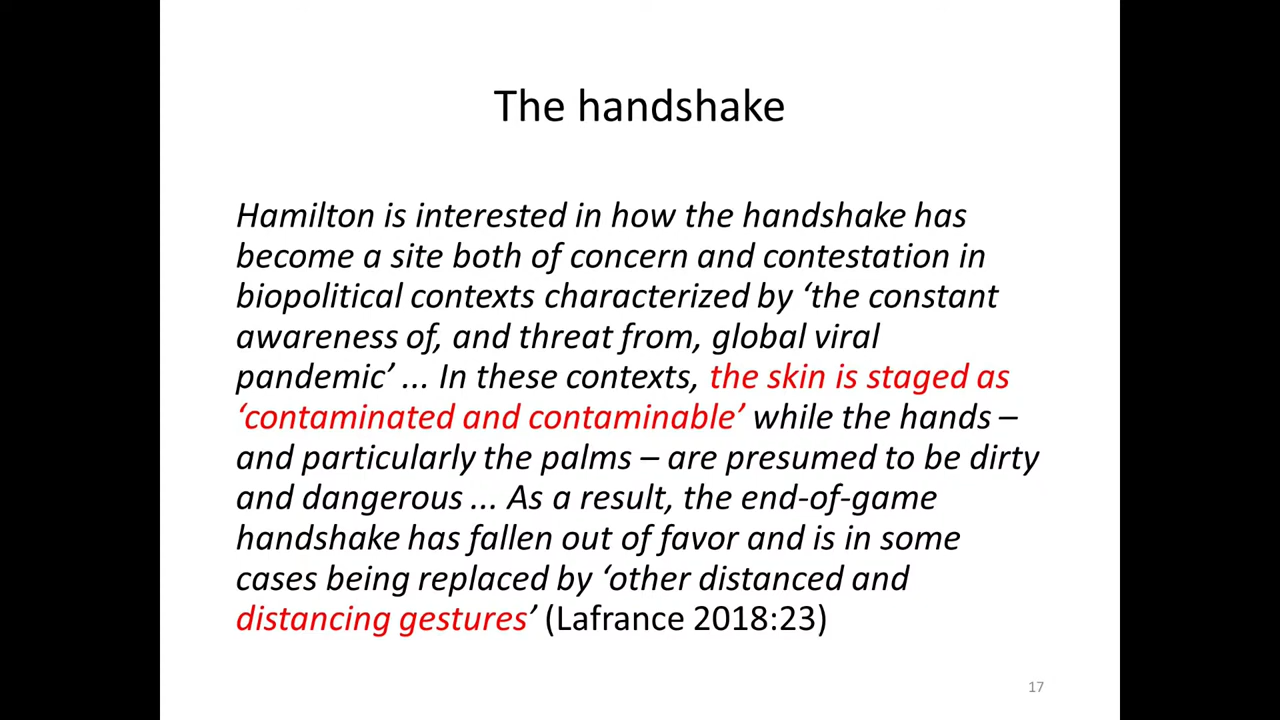 The handshake
Hamilton is interested in how the handshake has
become a site both of concern and contestation in
biopolitical contexts characterized by ‘the constant
awareness of, and threat from, global viral
pandemic’ ... In these contexts, the skin is staged as
‘contaminated and contaminable’ while the hands –
and particularly the palms – are presumed to be dirty
and dangerous ... As a result, the end-of-game
handshake has fallen out of favor and is in some
cases being replaced by ‘other distanced and
distancing gestures’ (Lafrance 2018:23)
17